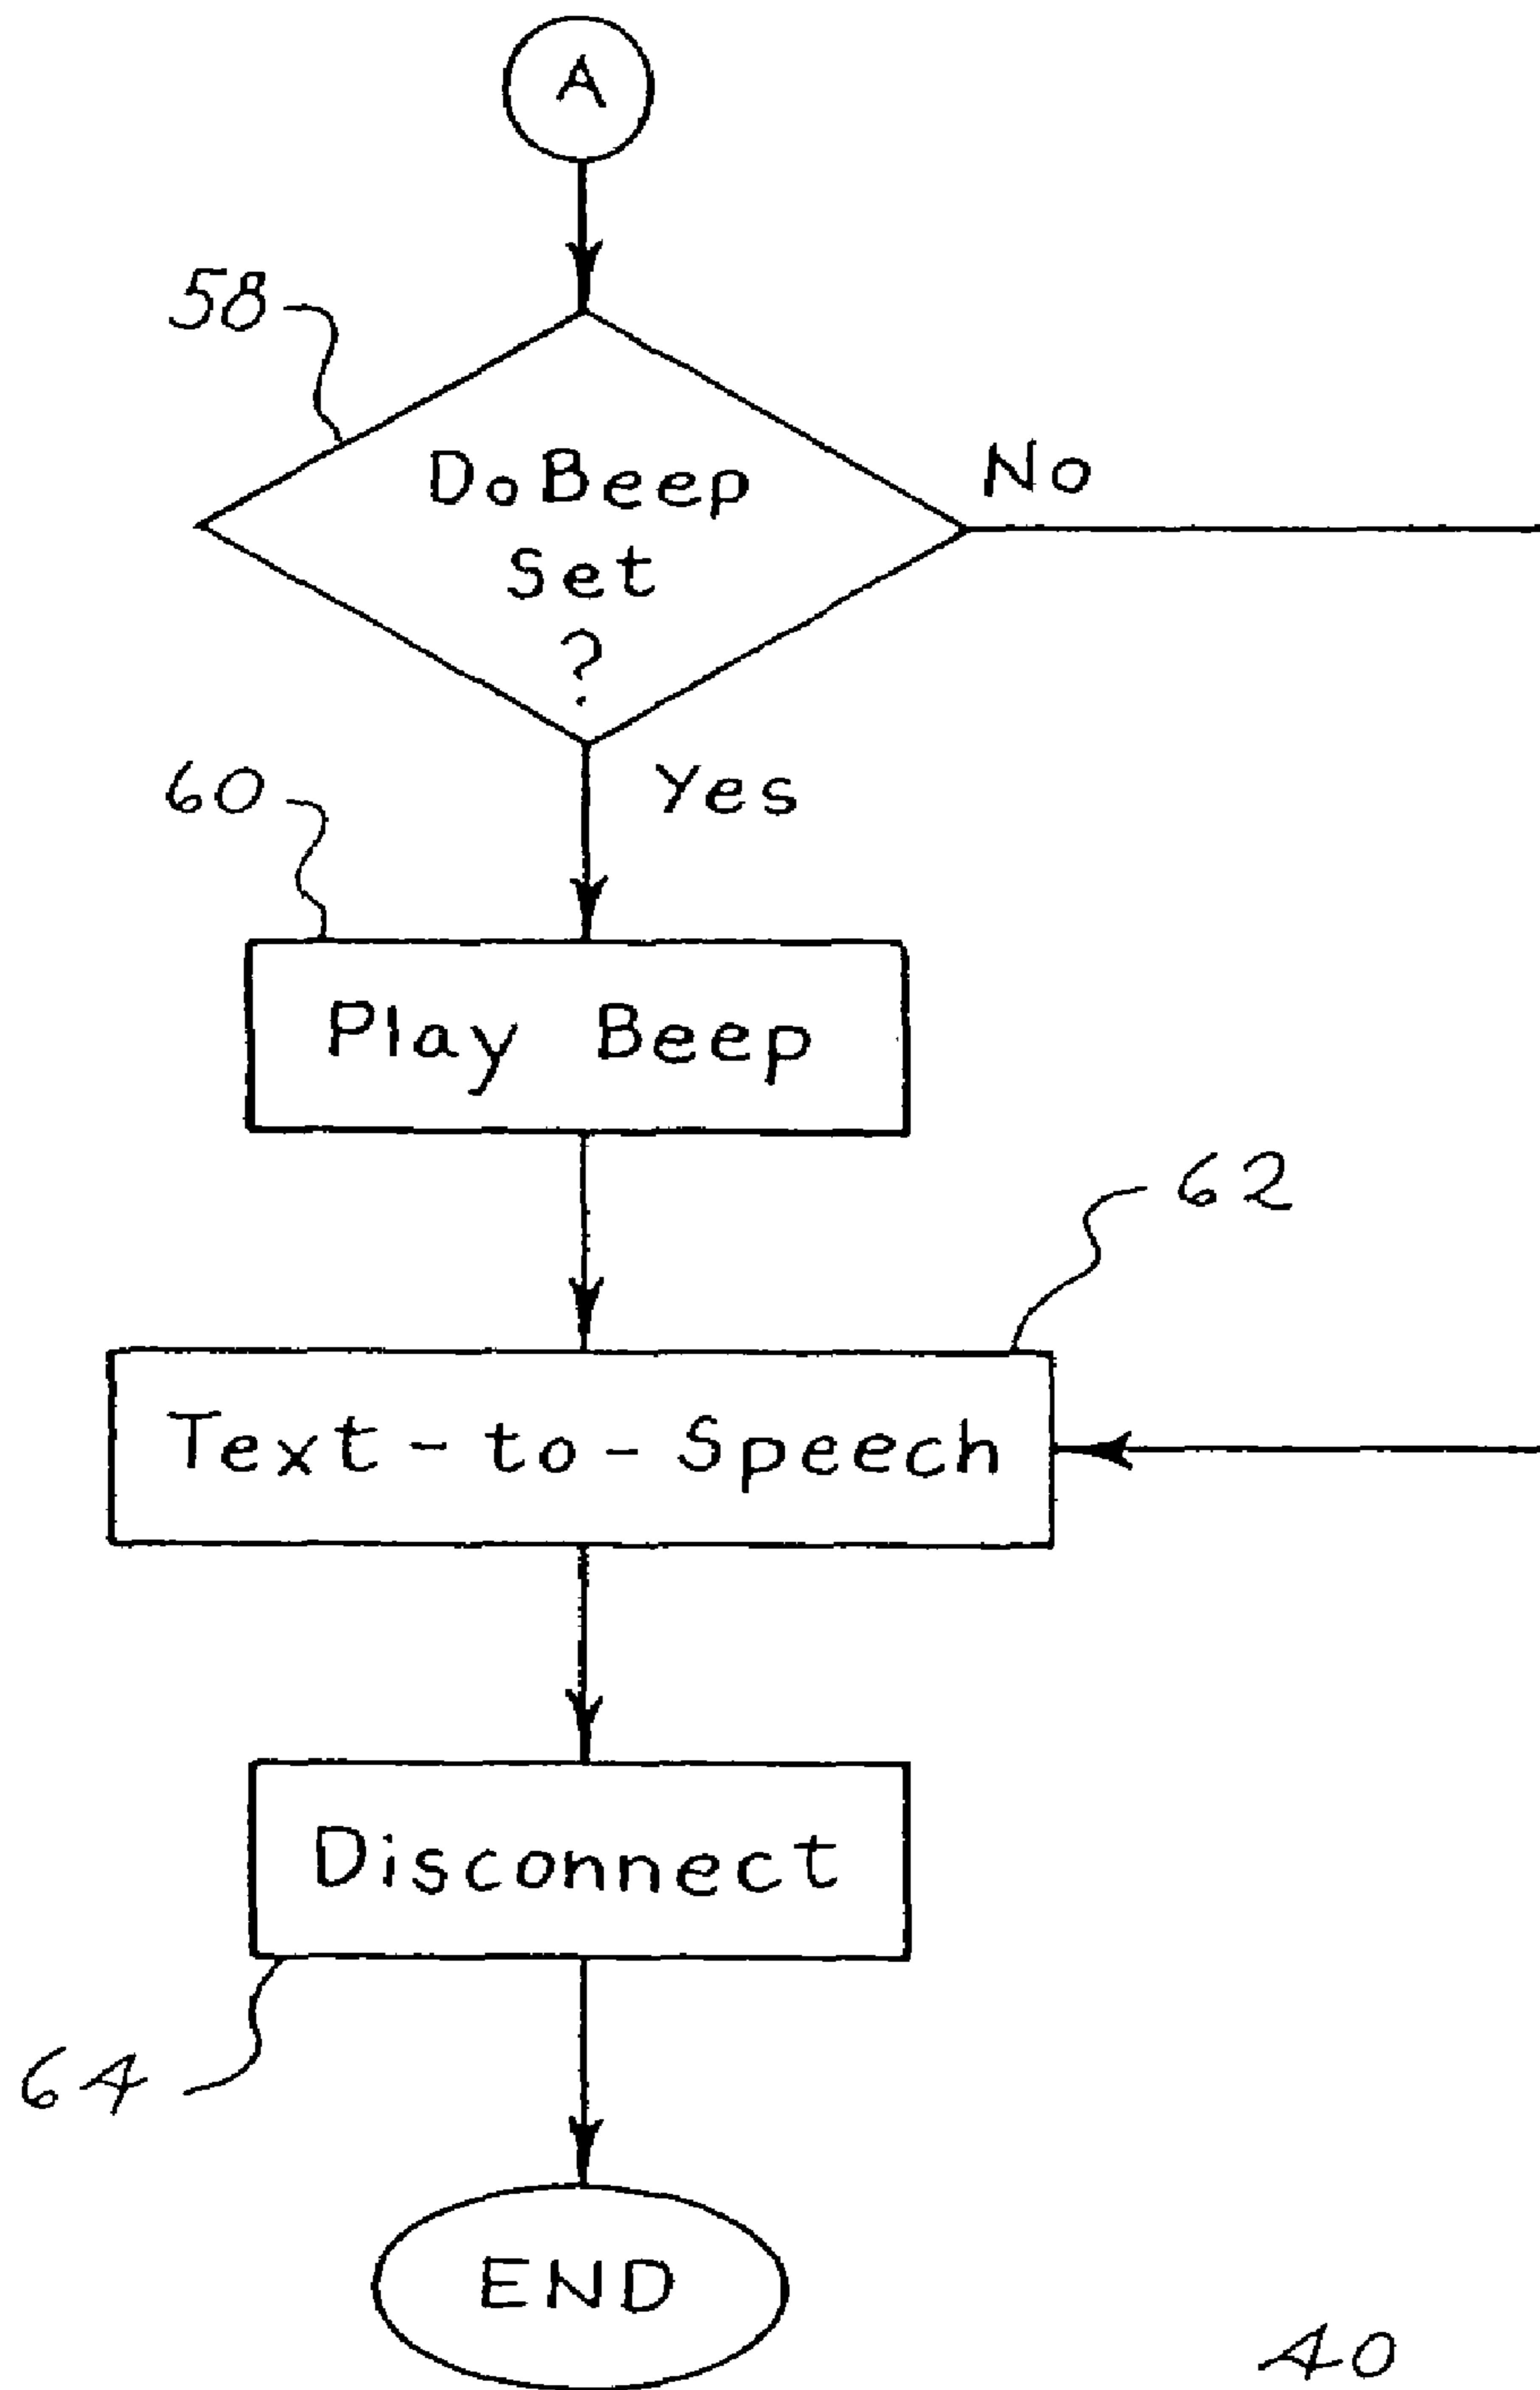 A
58
DoBeep
Set
?
No
Yes
60
Play Beep
62
Text-to-Speech
Disconnect
64
END
40